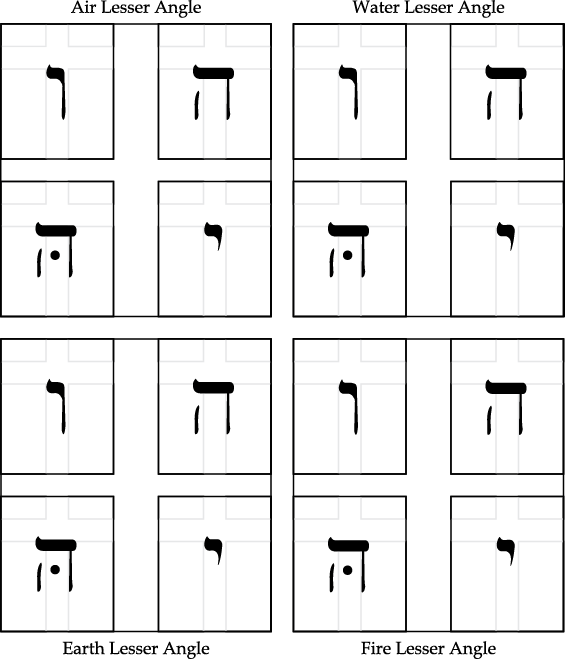 Air Lesser Angle Water Lesser Angle
ו ה ו ה
הּ י הּ י
ו ה ו ה
הּ י הּ י
Earth Lesser Angle Fire Lesser Angle